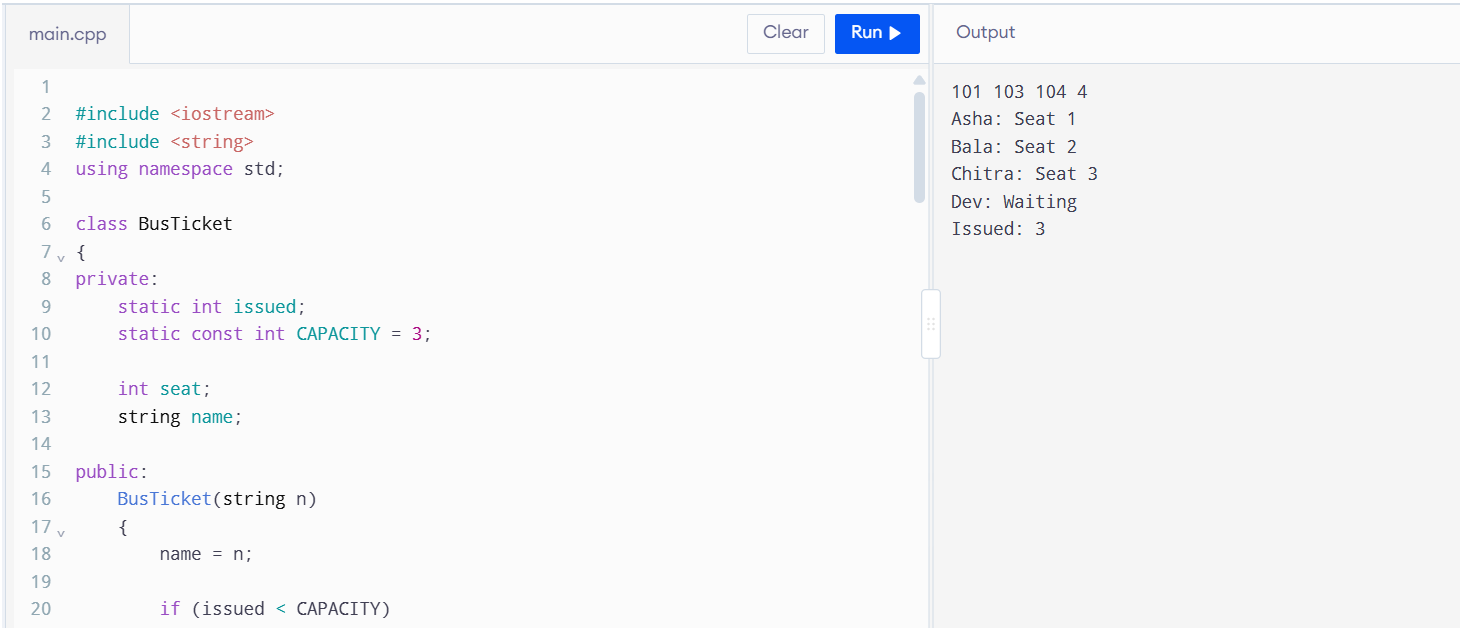 main.cpp
Clear
Run
Output
1
2 #include <iostream>
3 #include <string>
4 using namespace std;
5
6 class BusTicket
7 {
8 private:
9     static int issued;
10     static const int CAPACITY = 3;
11
12     int seat;
13     string name;
14
15 public:
16     BusTicket(string n)
17     {
18         name = n;
19
20         if (issued < CAPACITY)
101 103 104 4
Asha: Seat 1
Bala: Seat 2
Chitra: Seat 3
Dev: Waiting
Issued: 3